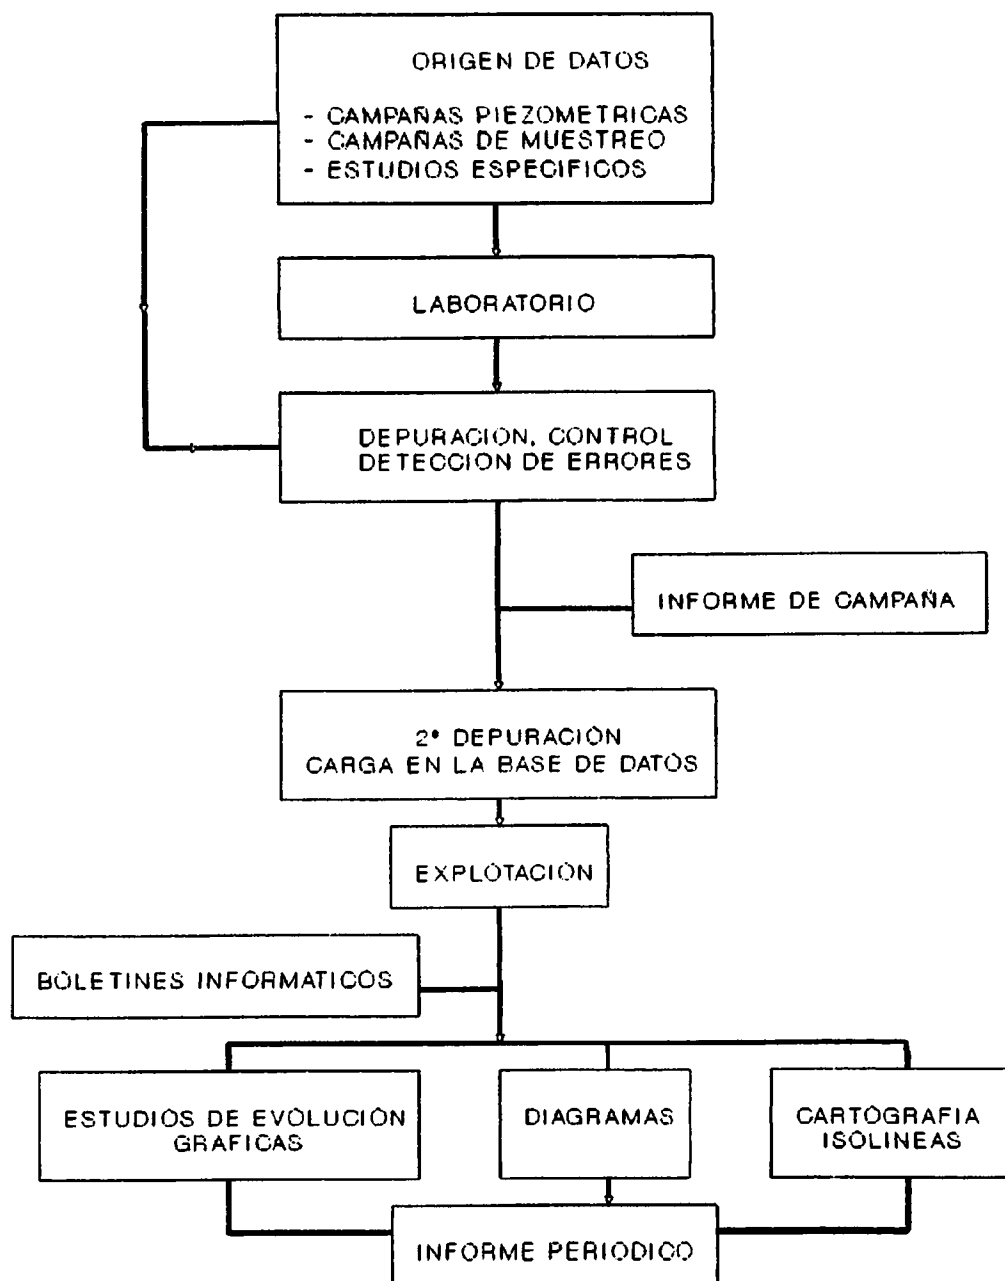 ORIGEN DE DATOS
- CAMPAÑAS PIEZOMETRICAS
- CAMPAÑAS DE MUESTREO
- ESTUDIOS ESPECIFICOS
LABORATORIO
DEPURACION, CONTROL
DETECCION DE ERRORES
INFORME DE CAMPAÑA
2ª DEPURACION
CARGA EN LA BASE DE DATOS
EXPLOTACION
BOLETINES INFORMATICOS
ESTUDIOS DE EVOLUCION
GRAFICAS
DIAGRAMAS
CARTOGRAFIA
ISOLINEAS
INFORME PERIODICO